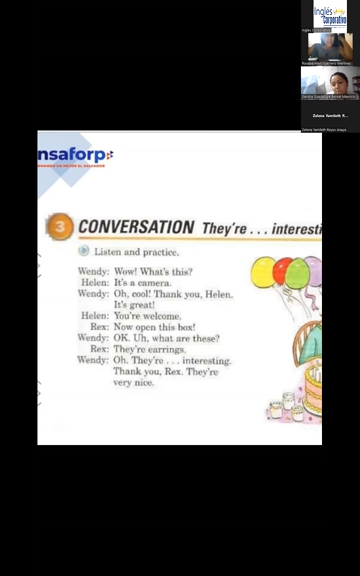 Inglés
Corporativo
Zelena Yamileth R...
nsaforp
3 CONVERSATION They're . . . interesti
Listen and practice.
Wendy: Wow! What's this?
Helen: It's a camera.
Wendy: Oh, cool! Thank you, Helen.
It's great!
Helen: You're welcome.
Rex: Now open this box!
Wendy: OK. Uh, what are these?
Rex: They're earrings.
Wendy: Oh. They're . . . interesting.
Thank you, Rex. They're
very nice.